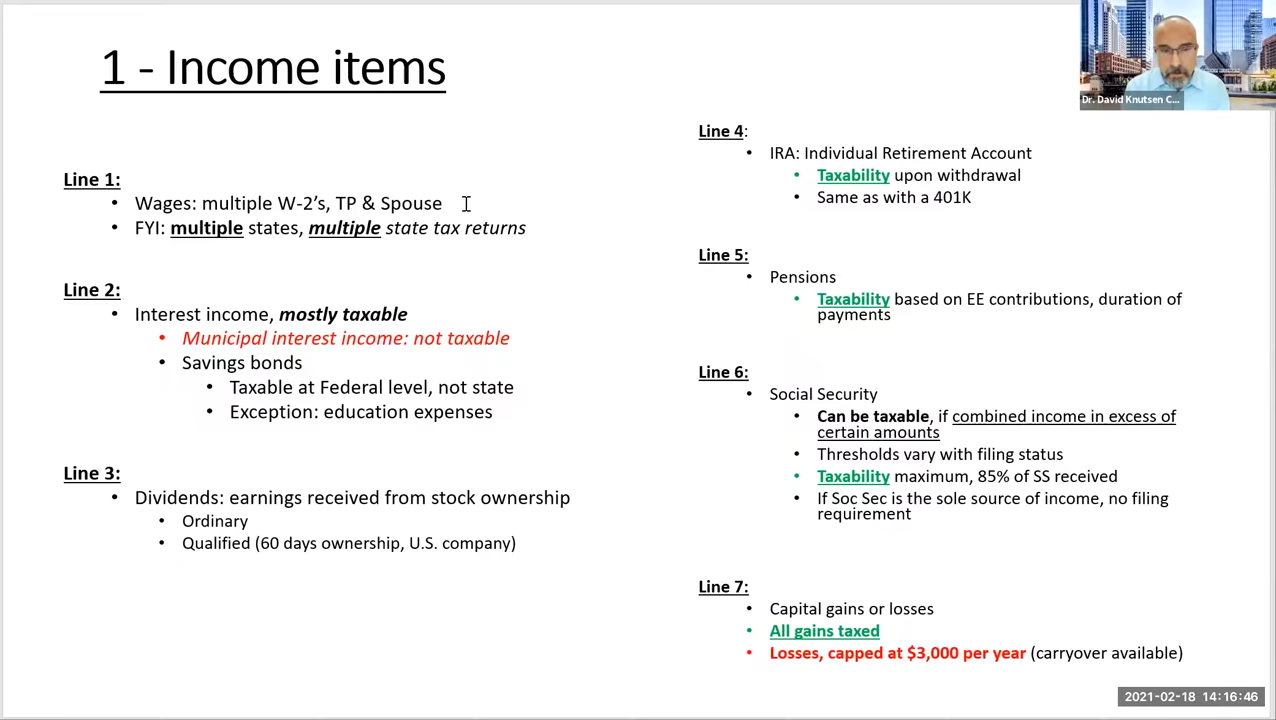 1 - Income items
Dr. David Knutsen C...
Line 1:
• Wages: multiple W-2’s, TP & Spouse
• FYI: multiple states, multiple state tax returns
Line 2:
• Interest income, mostly taxable
• Municipal interest income: not taxable
• Savings bonds
• Taxable at Federal level, not state
• Exception: education expenses
Line 3:
• Dividends: earnings received from stock ownership
• Ordinary
• Qualified (60 days ownership, U.S. company)
Line 4:
• IRA: Individual Retirement Account
• Taxability upon withdrawal
• Same as with a 401K
Line 5:
• Pensions
• Taxability based on EE contributions, duration of
payments
Line 6:
• Social Security
• Can be taxable, if combined income in excess of
certain amounts
• Thresholds vary with filing status
• Taxability maximum, 85% of SS received
• If Soc Sec is the sole source of income, no filing
requirement
Line 7:
• Capital gains or losses
• All gains taxed
• Losses, capped at $3,000 per year (carryover available)
2021-02-18 14:16:46